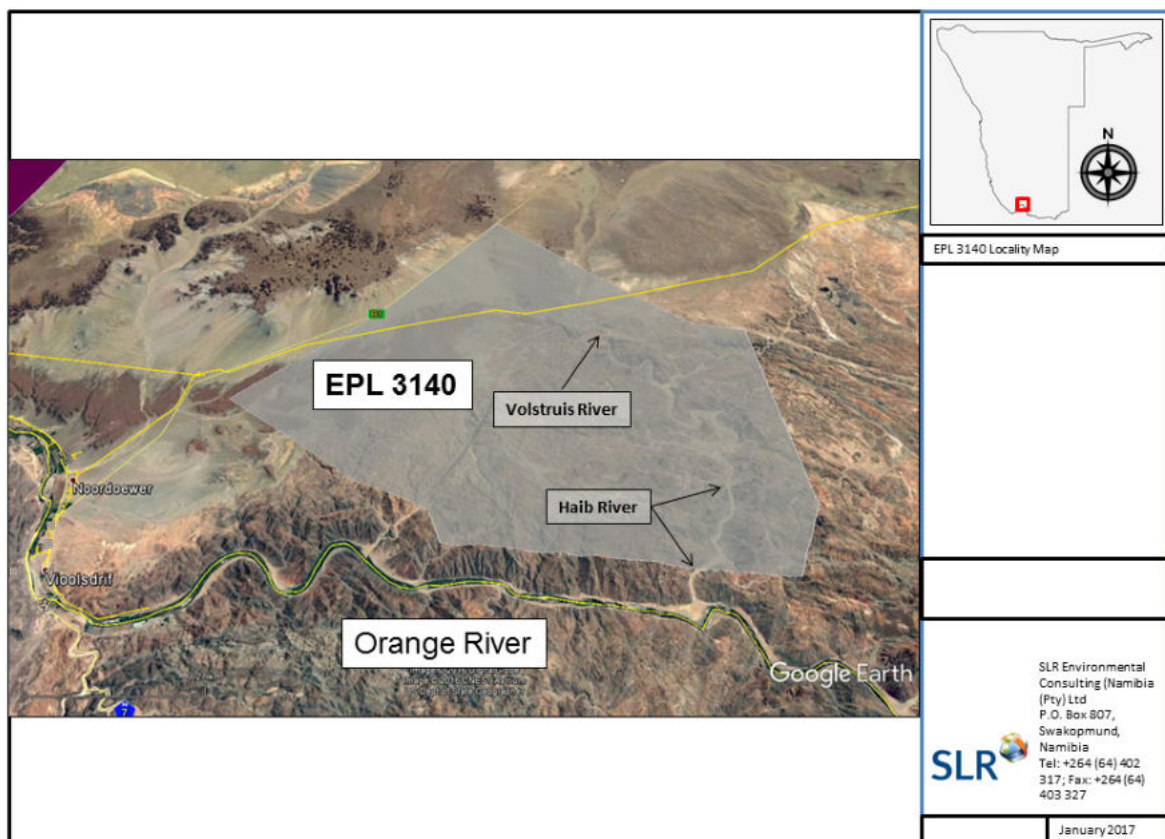 N
EPL 3140 Locality Map
EPL 3140
Volstruis River
Haib River
Noordoewer
Vioolsdrif
Orange River
Google Earth
7
SLR Environmental
Consulting (Namibia
(Pty) Ltd
P.O. Box 807,
Swakopmund,
Namibia
Tel: +264 (64) 402
317; Fax: +264 (64)
403 327
SLR
January 2017